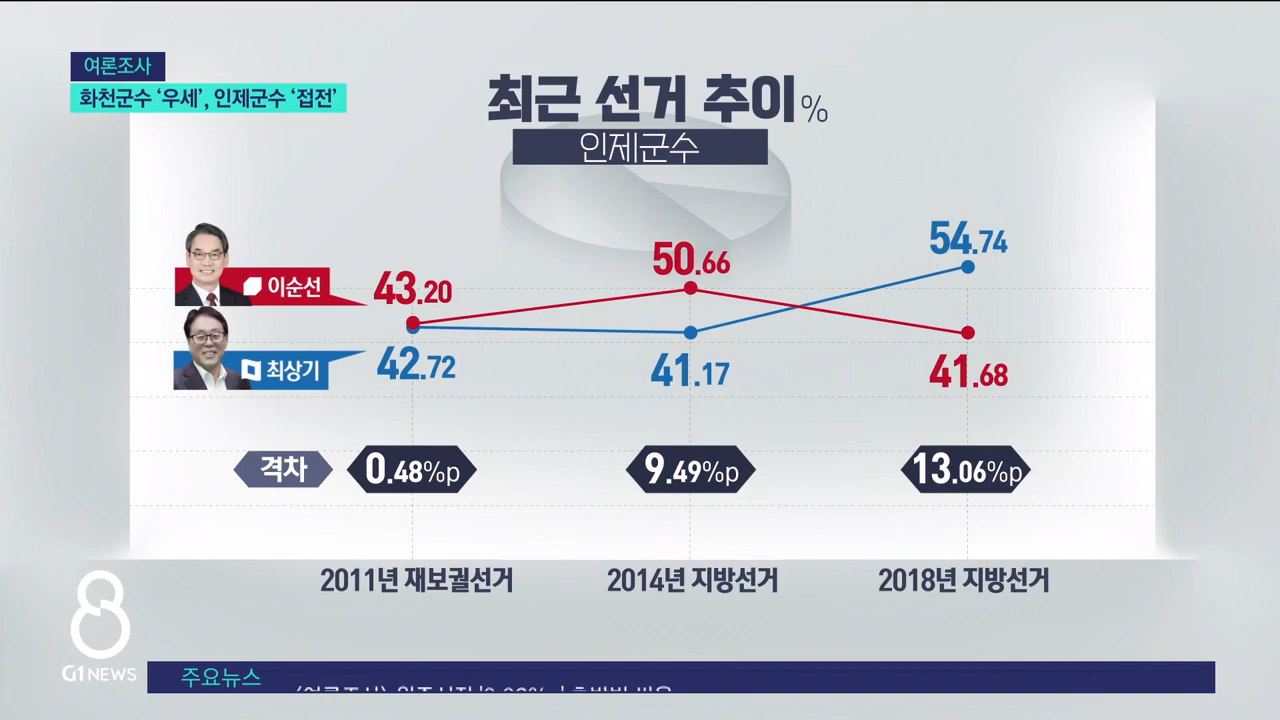 여론조사
화천군수 ‘우세’, 인제군수 ‘접전’
최근 선거 추이%
인제군수
이순선
43.20
50.66
54.74
최상기
42.72
41.17
41.68
격차
0.48%p
9.49%p
13.06%p
2011년 재보궐선거
2014년 지방선거
2018년 지방선거
8
G1 NEWS
주요뉴스